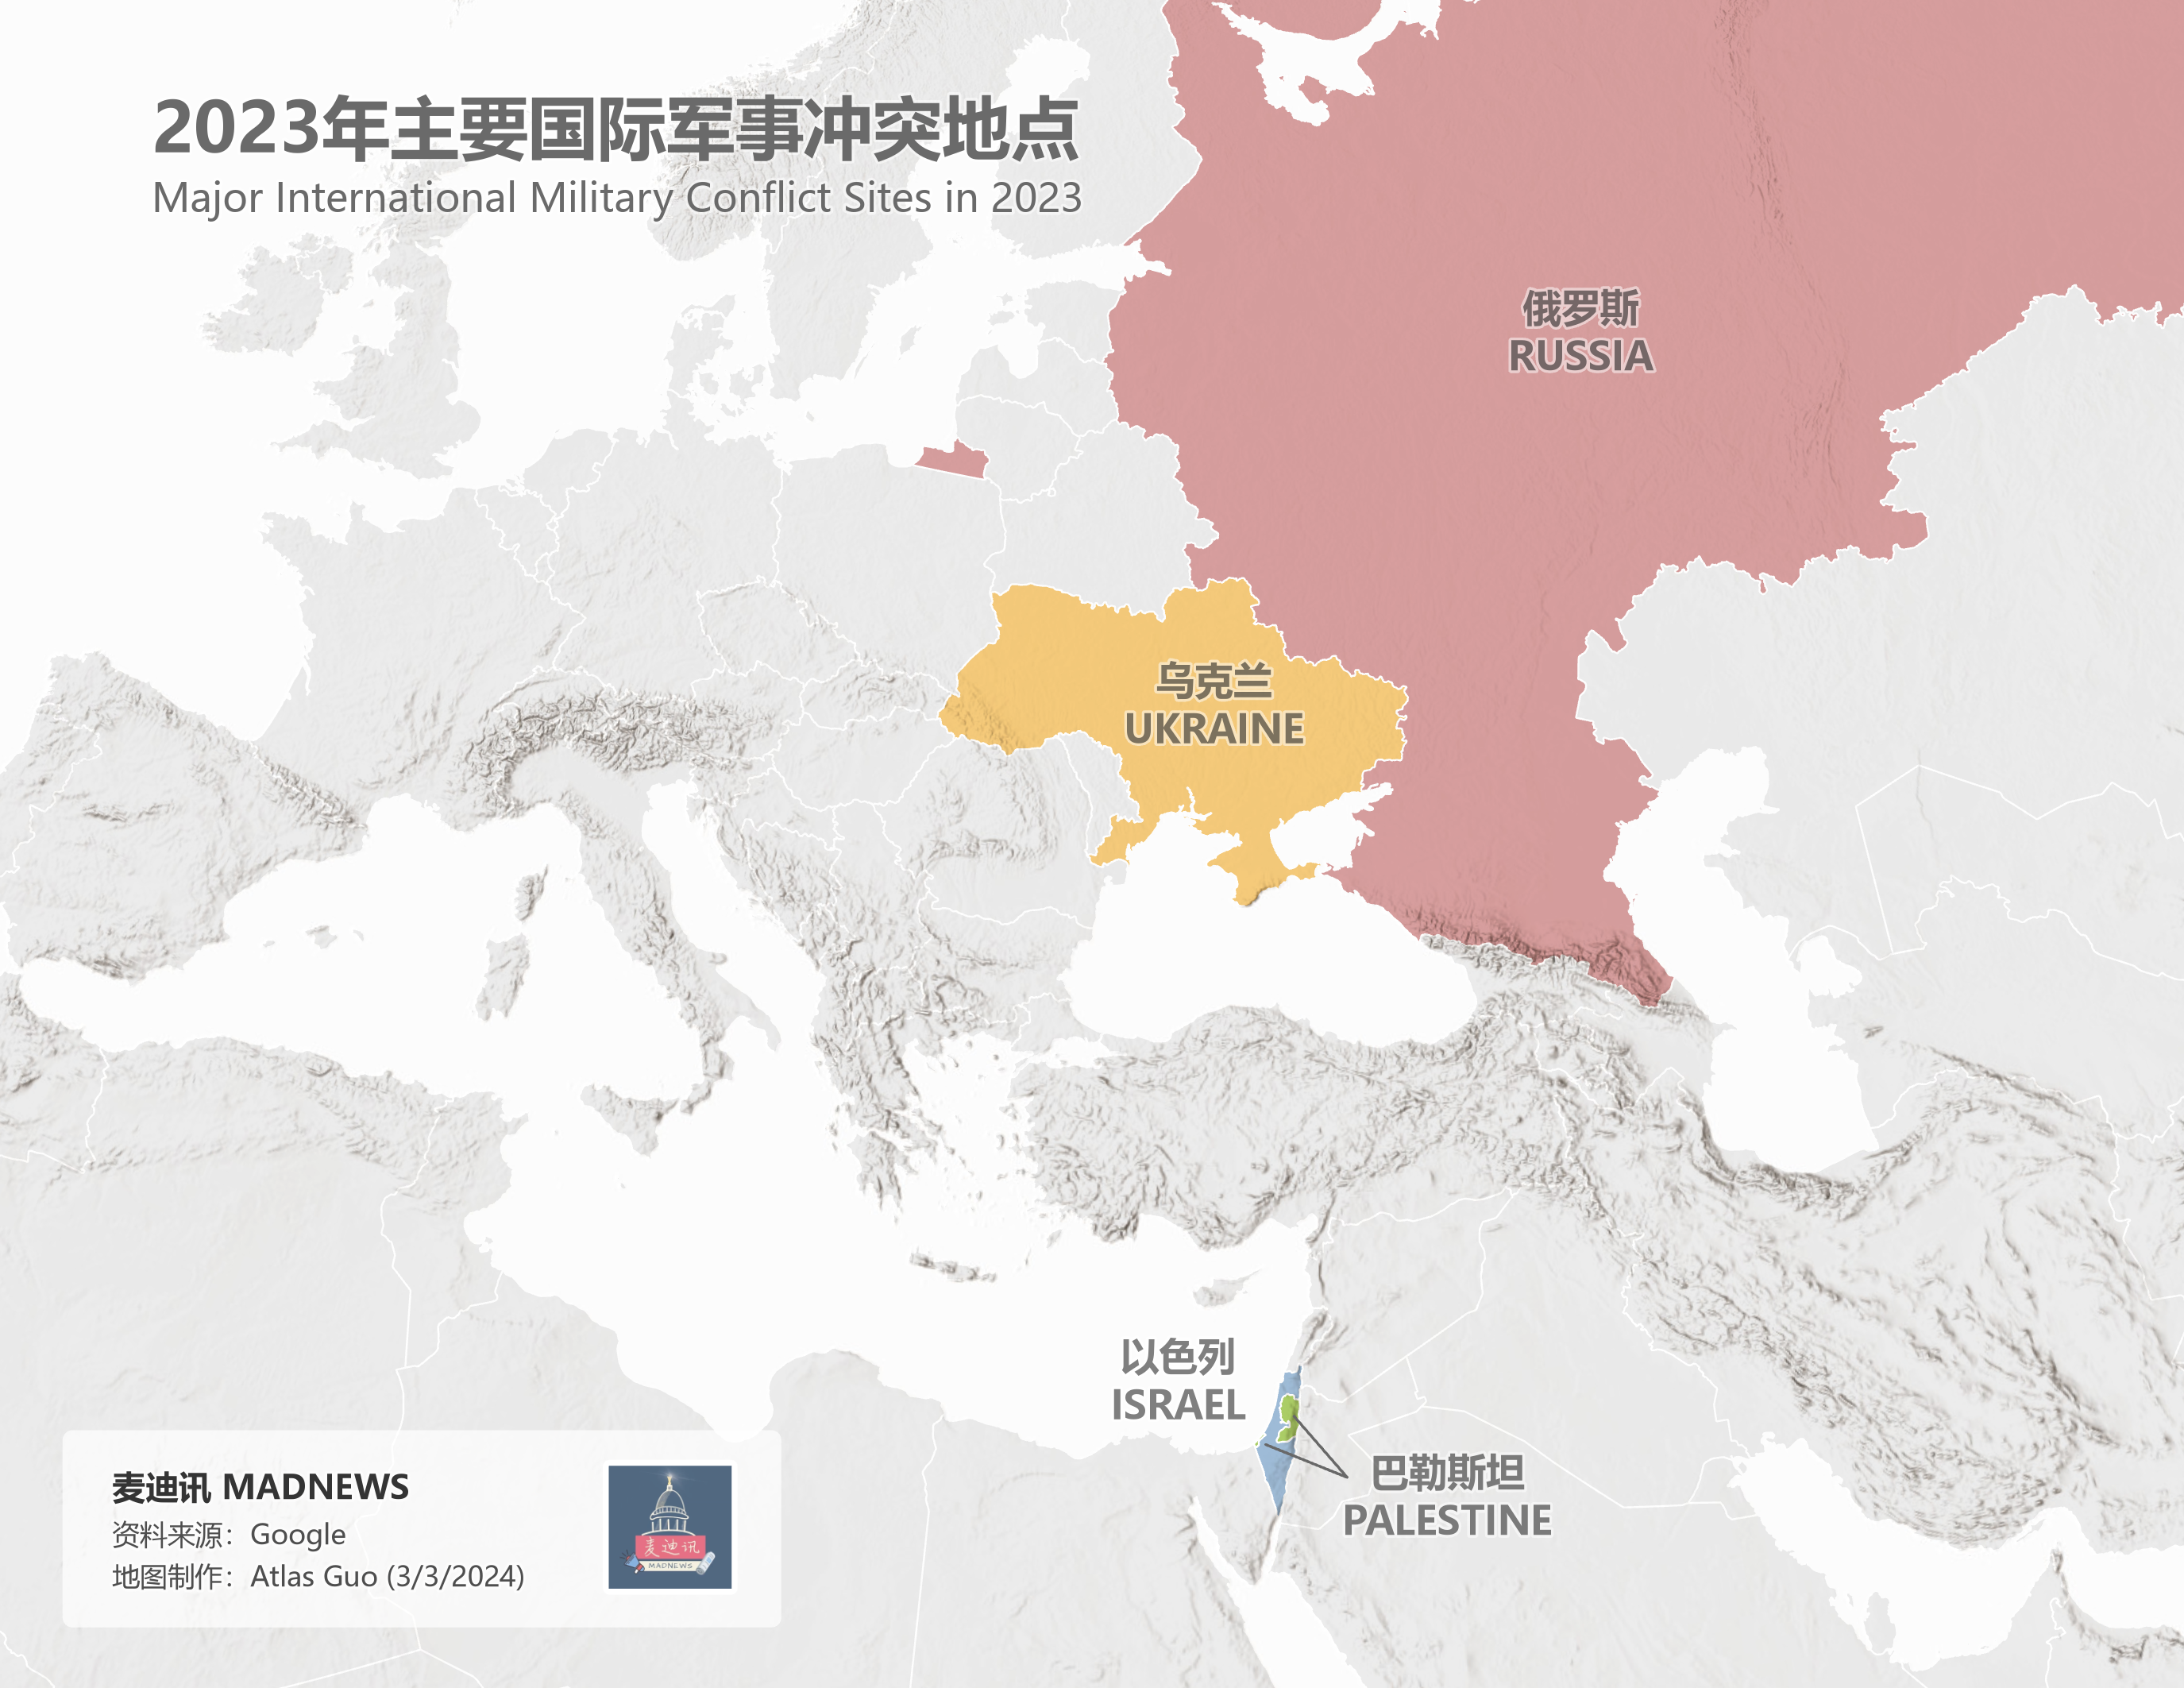 2023年主要国际军事冲突地点
Major International Military Conflict Sites in 2023
俄罗斯
RUSSIA
乌克兰
UKRAINE
以色列
ISRAEL
巴勒斯坦
PALESTINE
麦迪讯 MADNEWS
资料来源：Google
地图制作：Atlas Guo (3/3/2024)
麦迪讯
MADNEWS